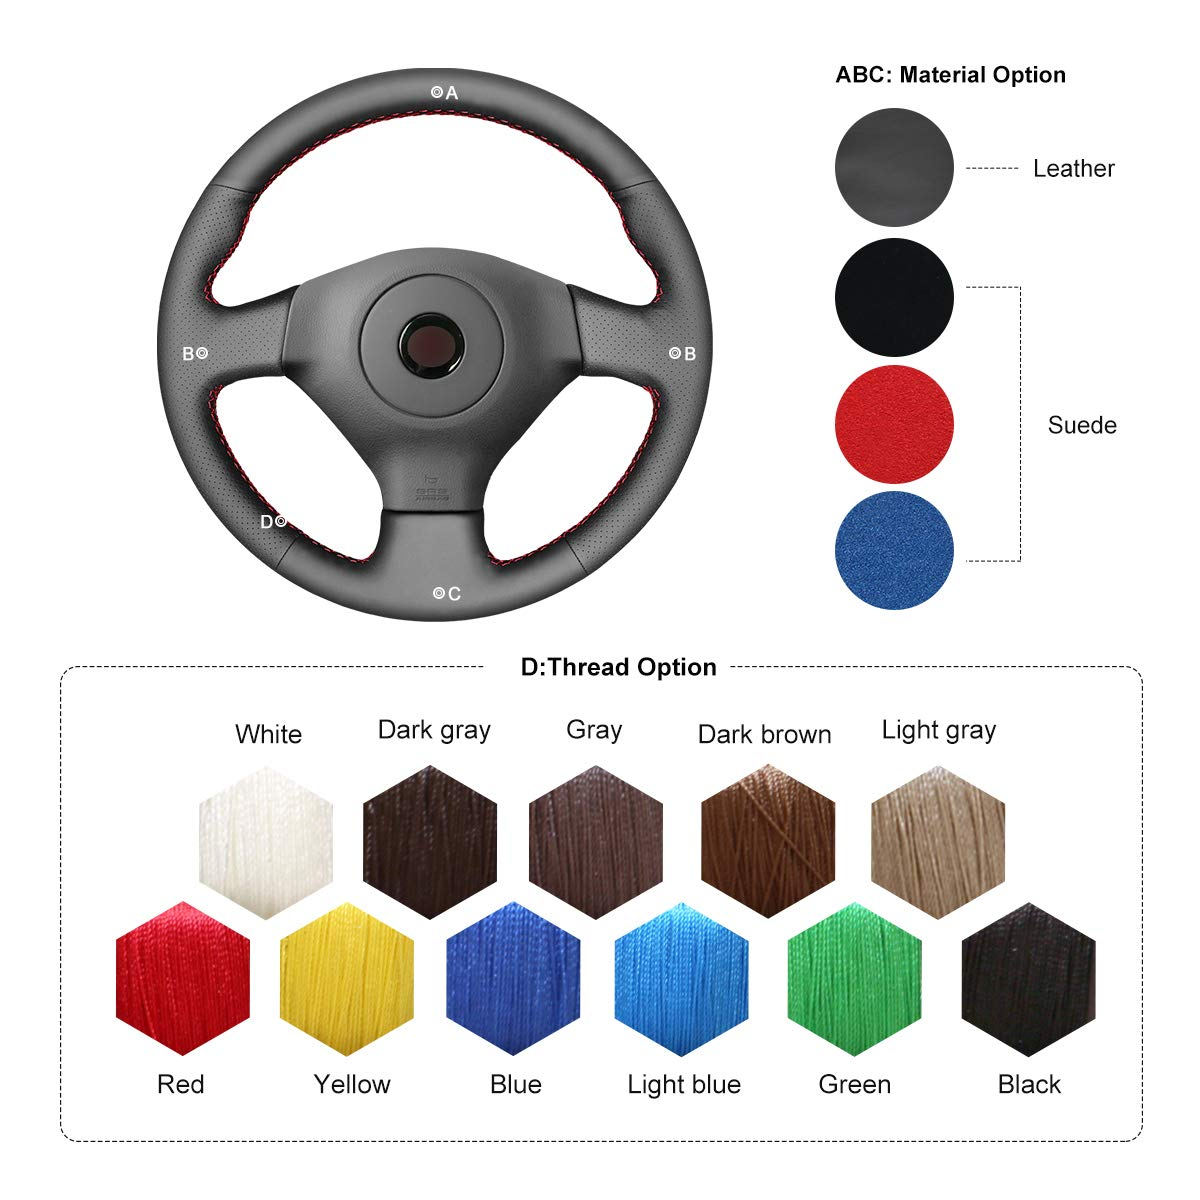 ABC: Material Option
A
Leather
B
B
Suede
D
C
D:Thread Option
White
Dark gray
Gray
Dark brown
Light gray
Red
Yellow
Blue
Light blue
Green
Black